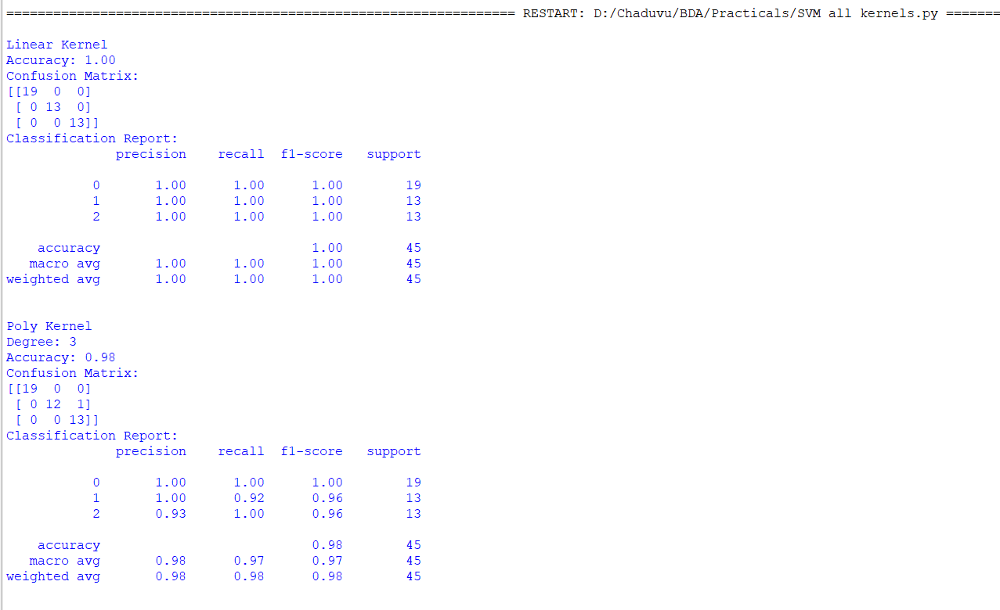 ================================================================= RESTART: D:/Chaduvu/BDA/Practicals/SVM all kernels.py =======
Linear Kernel
Accuracy: 1.00
Confusion Matrix:
[[19  0  0]
 [ 0 13  0]
 [ 0  0 13]]
Classification Report:
              precision    recall  f1-score   support
           0       1.00      1.00      1.00        19
           1       1.00      1.00      1.00        13
           2       1.00      1.00      1.00        13
    accuracy                           1.00        45
   macro avg       1.00      1.00      1.00        45
weighted avg       1.00      1.00      1.00        45
Poly Kernel
Degree: 3
Accuracy: 0.98
Confusion Matrix:
[[19  0  0]
 [ 0 12  1]
 [ 0  0 13]]
Classification Report:
              precision    recall  f1-score   support
           0       1.00      1.00      1.00        19
           1       1.00      0.92      0.96        13
           2       0.93      1.00      0.96        13
    accuracy                           0.98        45
   macro avg       0.98      0.97      0.97        45
weighted avg       0.98      0.98      0.98        45